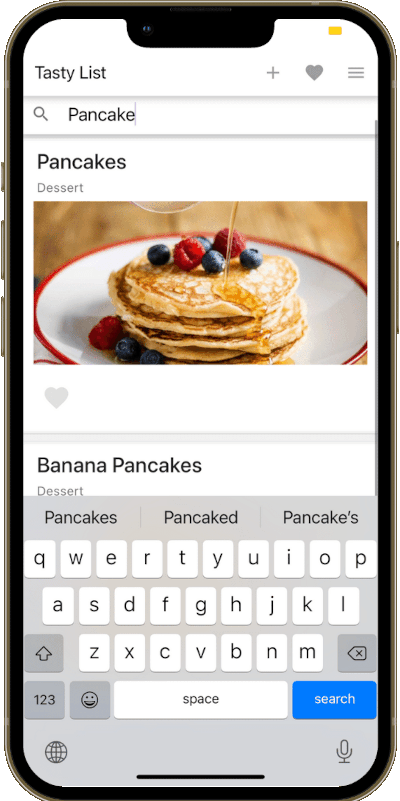 Tasty List
Pancake
Pancakes
Dessert
Banana Pancakes
Dessert
Pancakes Pancaked Pancake's
q w e r t y u i o p
a s d f g h j k l
z x c v b n m
123 space search